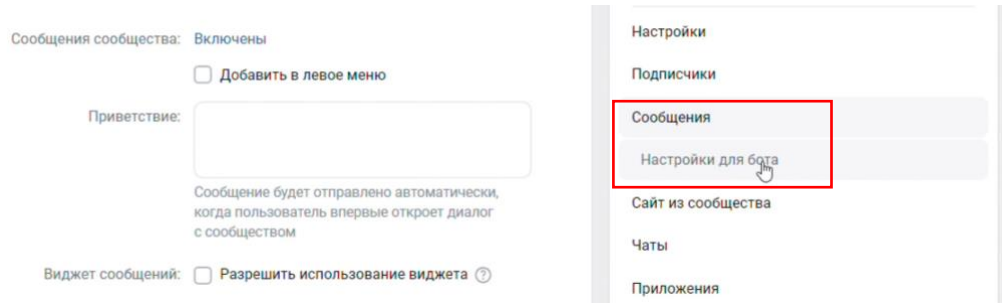 Сообщения сообщества: Включены
Добавить в левое меню
Приветствие:
Сообщение будет отправлено автоматически,
когда пользователь впервые откроет диалог
с сообществом
Виджет сообщений: Разрешить использование виджета ?
Настройки
Подписчики
Сообщения
Настройки для бота
Сайт из сообщества
Чаты
Приложения